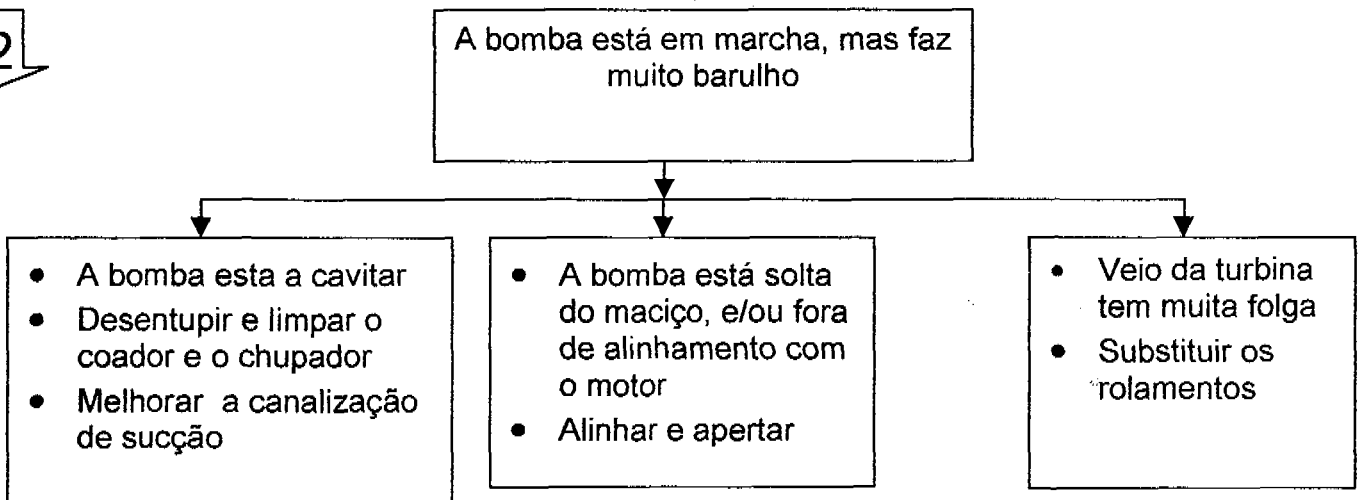 2
A bomba está em marcha, mas faz
muito barulho
• A bomba esta a cavitar
• Desentupir e limpar o
coador e o chupador
• Melhorar a canalização
de sucção
• A bomba está solta
do maciço, e/ou fora
de alinhamento com
o motor
• Alinhar e apertar
• Veio da turbina
tem muita folga
• Substituir os
rolamentos